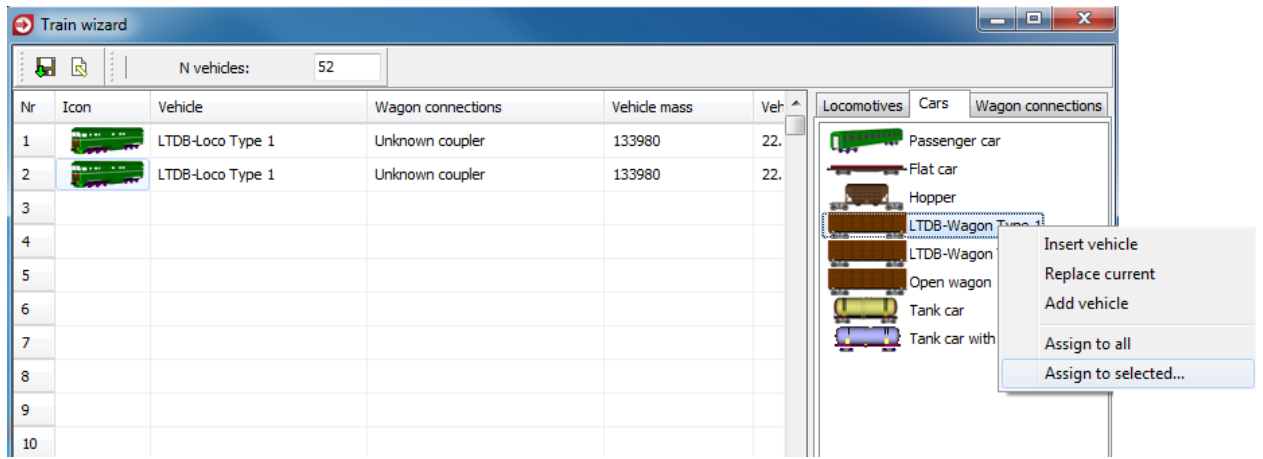 Train wizard
N vehicles: 52
Nr Icon Vehicle Wagon connections Vehicle mass Veh
1 LTDB-Loco Type 1 Unknown coupler 133980 22.
2 LTDB-Loco Type 1 Unknown coupler 133980 22.
3
4
5
6
7
8
9
10
Locomotives Cars Wagon connections
Passenger car
Flat car
Hopper
LTDB-Wagon Type 1
LTDB-Wagon
Open wagon
Tank car
Tank car with
Insert vehicle
Replace current
Add vehicle
Assign to all
Assign to selected...